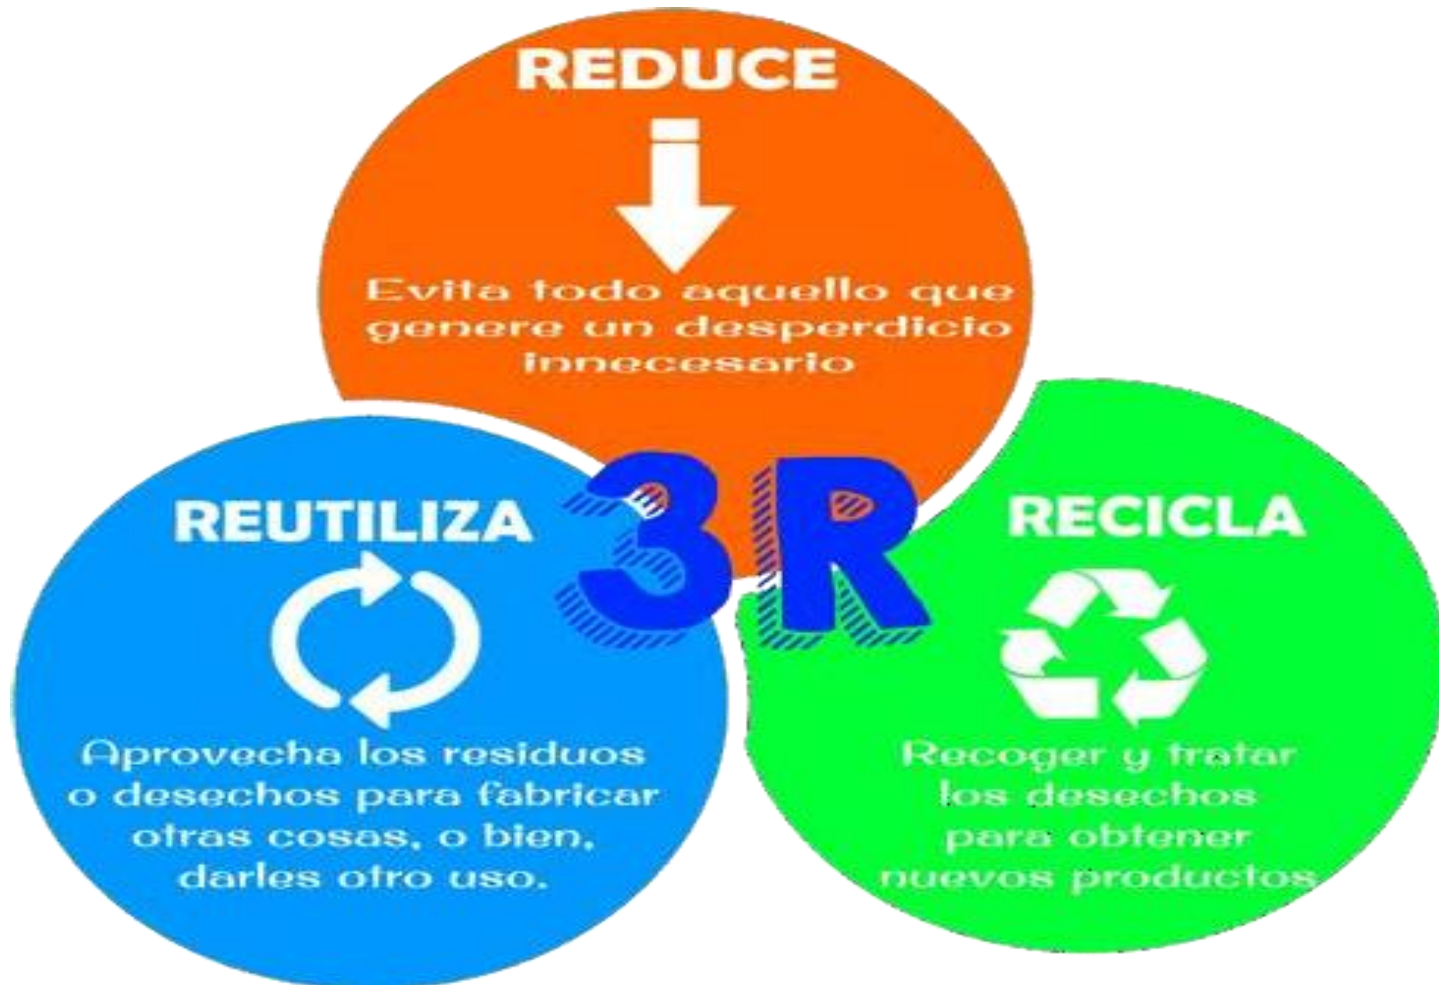 REDUCE
Evita todo aquello que
genere un desperdicio
innecesario
3R
REUTILIZA
Aprovecha los residuos
o desechos para fabricar
otras cosas, o bien,
darles otro uso.
RECICLA
Recoger y tratar
los desechos
para obtener
nuevos productos